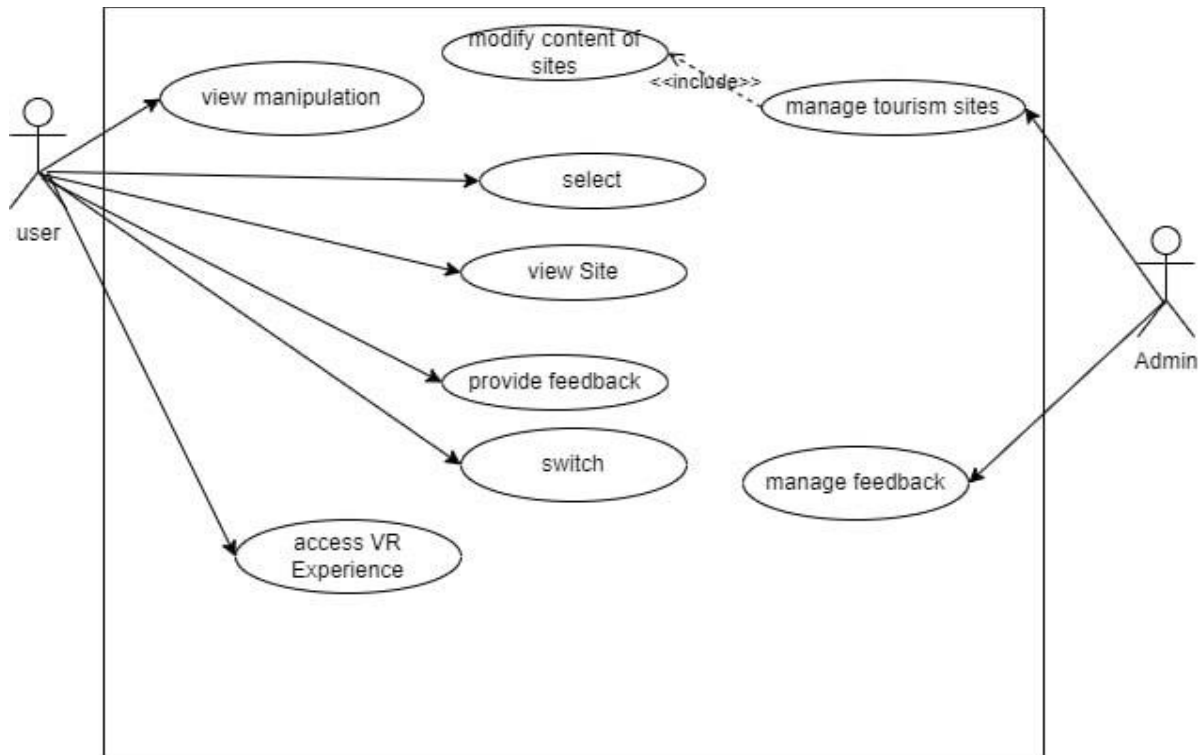 modify content of
sites
<<include>>
view manipulation
manage tourism sites
select
user
view Site
Admin
provide feedback
switch
manage feedback
access VR
Experience